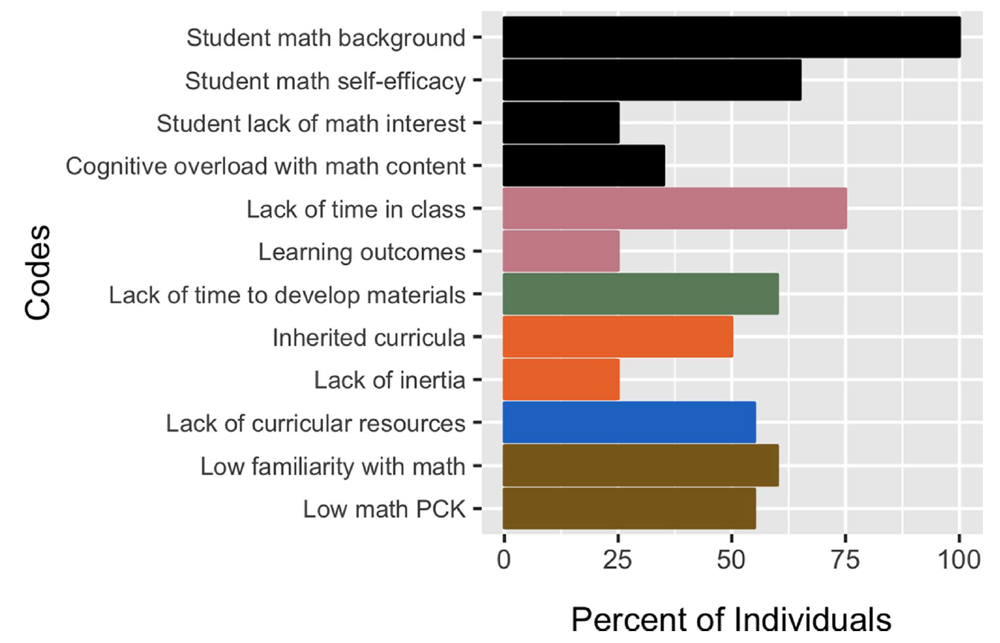 Student math background
Student math self-efficacy
Student lack of math interest
Cognitive overload with math content
Lack of time in class
Learning outcomes
Lack of time to develop materials
Inherited curricula
Lack of inertia
Lack of curricular resources
Low familiarity with math
Low math PCK
Codes
0 25 50 75 100
Percent of Individuals